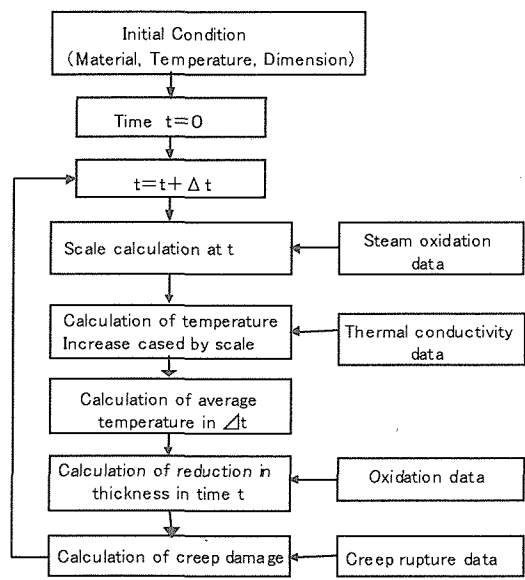 Initial Condition
(Material, Temperature, Dimension)
Time t=0
t=t+Δt
Scale calculation at t
Steam oxidation
data
Calculation of temperature
Increase cased by scale
Thermal conductivity
data
Calculation of average
temperature in Δt
Calculation of reduction in
thickness in time t
Oxidation data
Calculation of creep damage
Creep rupture data